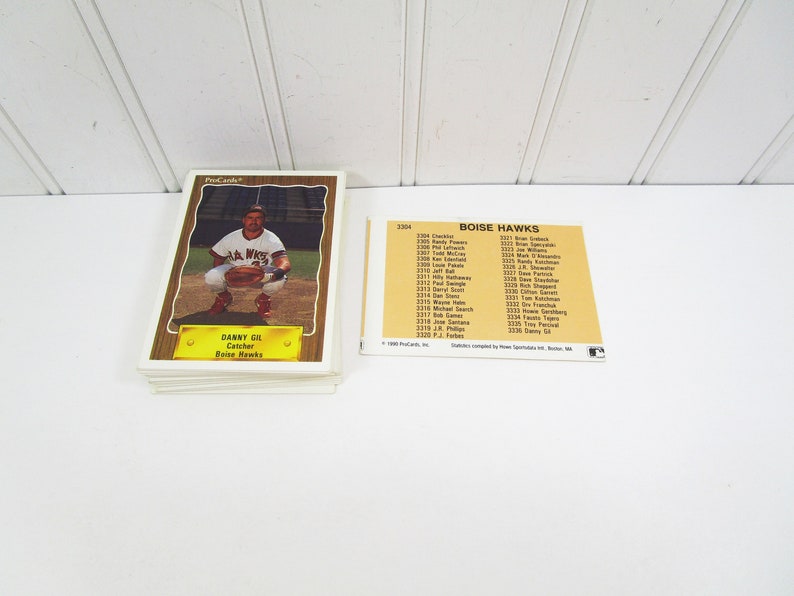 ProCards®
HAWKS
DANNY GIL
Catcher
Boise Hawks
3304
BOISE HAWKS
3304 Checklist
3305 Randy Powers
3306 Phil Leftwich
3307 Todd McCray
3308 Ken Edenfield
3309 Louie Pakele
3310 Jeff Ball
3311 Hilly Hathaway
3312 Paul Swingle
3313 Darryl Scott
3314 Dan Stenz
3315 Wayne Helm
3316 Michael Search
3317 Bob Gamez
3318 Jose Santana
3319 J.R. Phillips
3320 P.J. Forbes
3321 Brian Grebeck
3322 Brian Specyalski
3323 Joe Williams
3324 Mark D'Alesandro
3325 Randy Kotchman
3326 J.R. Showalter
3327 Dave Partrick
3328 Dave Staydohar
3329 Rich Shepperd
3330 Clifton Garrett
3331 Tom Kotchman
3332 Orv Franchuk
3333 Howie Gershberg
3334 Fausto Tejero
3335 Troy Percival
3336 Danny Gil
© 1990 ProCards, Inc. Statistics compiled by Howe Sportsdata Intl., Boston, MA